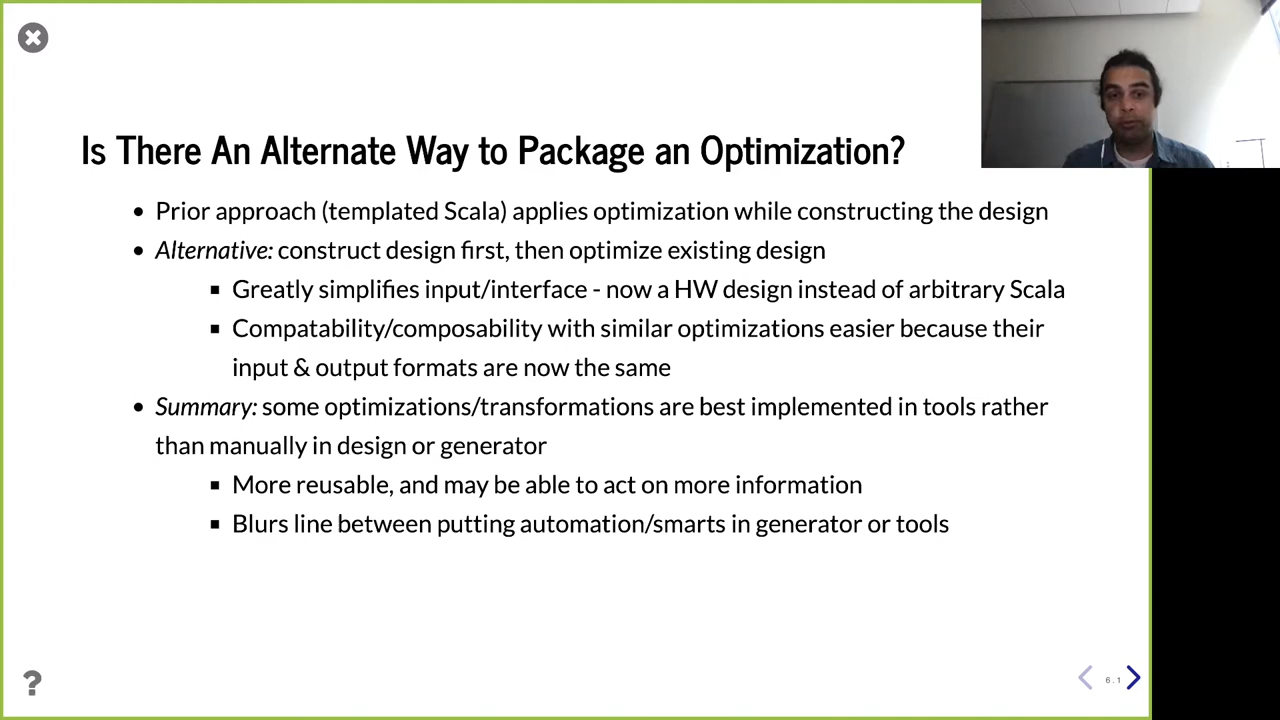 Is There An Alternate Way to Package an Optimization?
• Prior approach (templated Scala) applies optimization while constructing the design
• Alternative: construct design first, then optimize existing design
▪ Greatly simplifies input/interface - now a HW design instead of arbitrary Scala
▪ Compatability/composability with similar optimizations easier because their
input & output formats are now the same
• Summary: some optimizations/transformations are best implemented in tools rather
than manually in design or generator
▪ More reusable, and may be able to act on more information
▪ Blurs line between putting automation/smarts in generator or tools
?
6.1